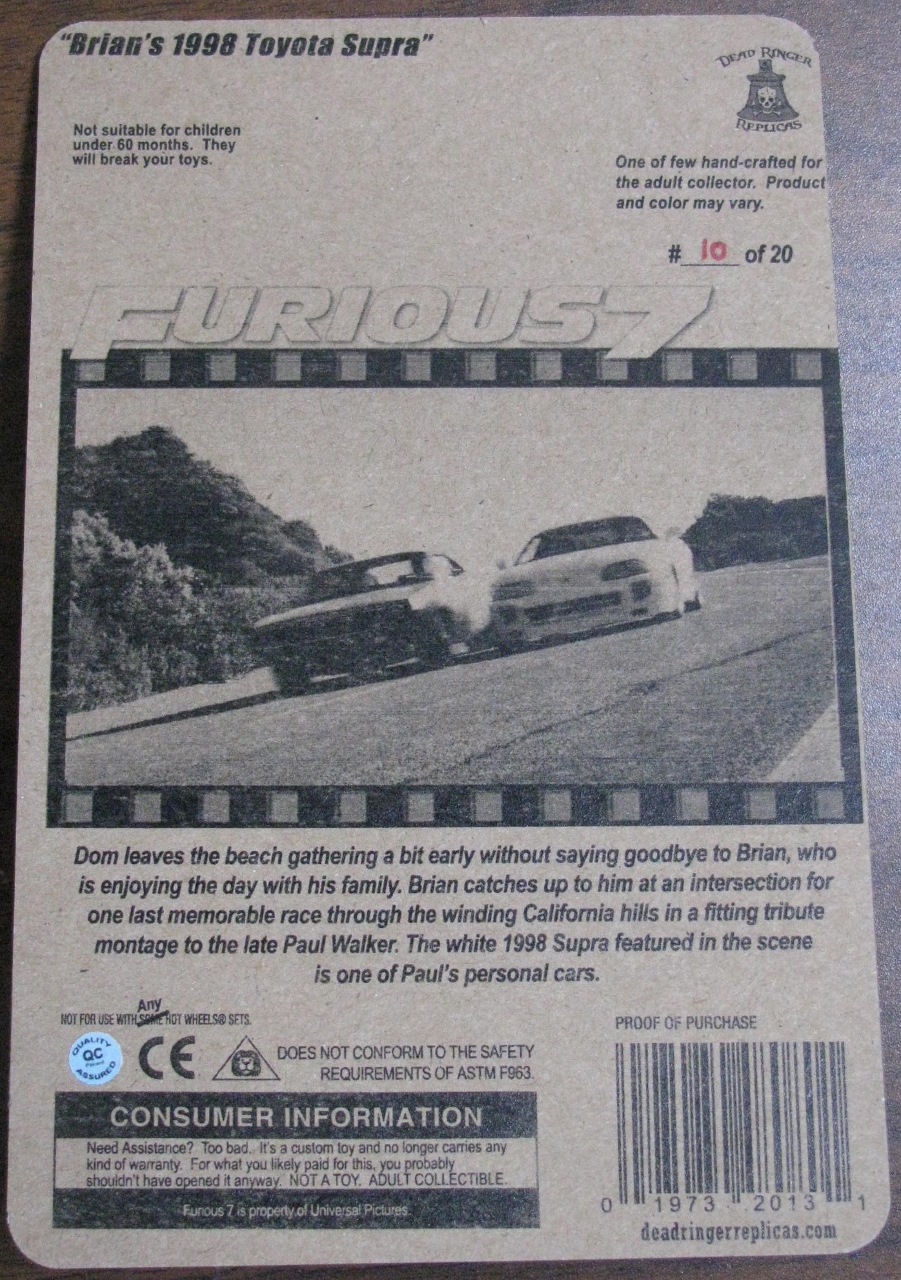 "Brian's 1998 Toyota Supra"
DEAD RINGER
REPLICAS
Not suitable for children
under 60 months. They
will break your toys.
One of few hand-crafted for
the adult collector. Product
and color may vary.
# 10 of 20
FURIOUS 7
Dom leaves the beach gathering a bit early without saying goodbye to Brian, who
is enjoying the day with his family. Brian catches up to him at an intersection for
one last memorable race through the winding California hills in a fitting tribute
montage to the late Paul Walker. The white 1998 Supra featured in the scene
is one of Paul's personal cars.
Any
NOT FOR USE WITH SOME HOT WHEELS® SETS.
PROOF OF PURCHASE
QUALITY
QC
ASSURED
CE
DOES NOT CONFORM TO THE SAFETY
REQUIREMENTS OF ASTM F963.
CONSUMER INFORMATION
Need Assistance? Too bad. It's a custom toy and no longer carries any
kind of warranty. For what you likely paid for this, you probably
shouldn't have opened it anyway. NOT A TOY. ADULT COLLECTIBLE.
Furious 7 is property of Universal Pictures.
0 1973 2013 1
deadringerreplicas.com